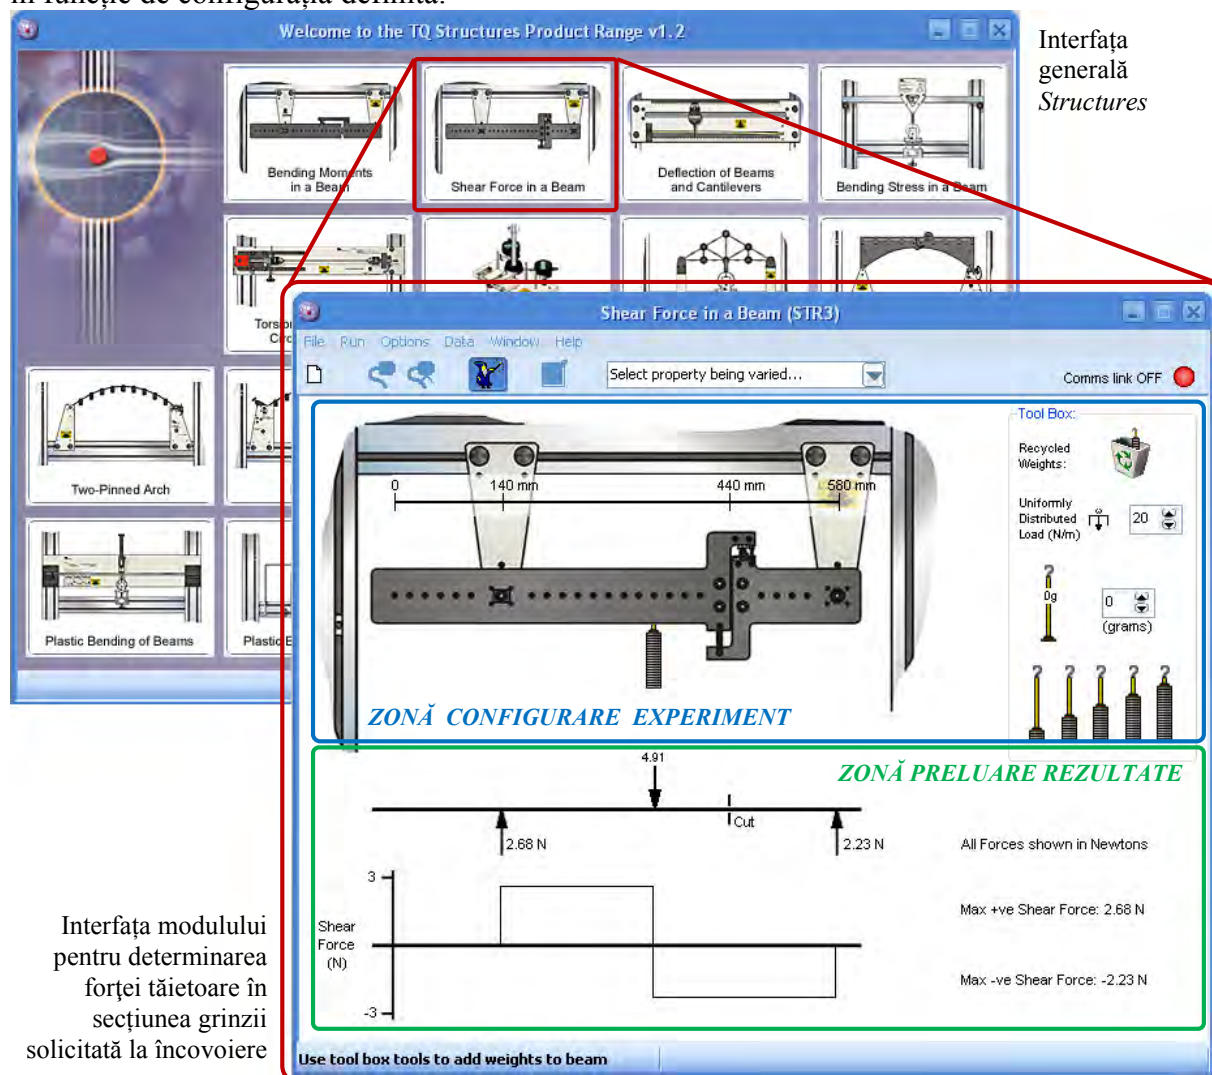 în funcție de configurația definită.
Welcome to the TQ Structures Product Range v1.2
Interfața
generală
Structures
Bending Moments
in a Beam
Shear Force in a Beam
Deflection of Beams
and Cantilevers
Bending Stress in a Beam
Two-Pinned Arch
Plastic Bending of Beams
Shear Force in a Beam (STR3)
File Run Options Data Window Help
Select property being varied...
Comms link OFF
Tool Box:
Recycled
Weights:
Uniformly
Distributed
Load (N/m)
ω
20
0g
0
(grams)
0 140 mm 440 mm 580 mm
ZONĂ CONFIGURARE EXPERIMENT
ZONĂ PRELUARE REZULTATE
4.91
Cut
2.68 N
2.23 N
All Forces shown in Newtons
3
Shear
Force
(N)
-3
Max +ve Shear Force: 2.68 N
Max -ve Shear Force: -2.23 N
Interfața modulului
pentru determinarea
forţei tăietoare în
secțiunea grinzii
solicitată la încovoiere
Use tool box tools to add weights to beam